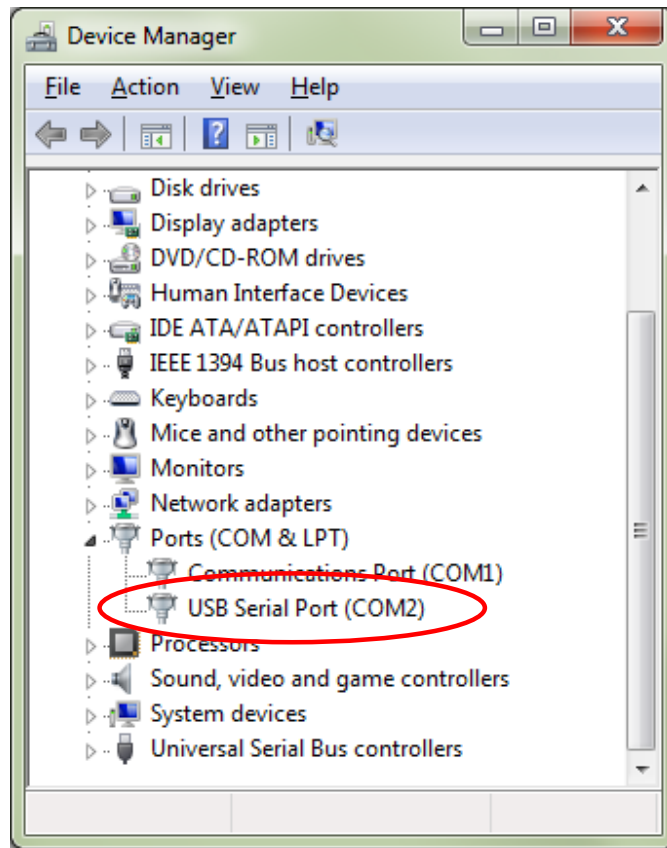 Device Manager
File Action View Help
Disk drives
Display adapters
DVD/CD-ROM drives
Human Interface Devices
IDE ATA/ATAPI controllers
IEEE 1394 Bus host controllers
Keyboards
Mice and other pointing devices
Monitors
Network adapters
Ports (COM & LPT)
Communications Port (COM1)
USB Serial Port (COM2)
Processors
Sound, video and game controllers
System devices
Universal Serial Bus controllers